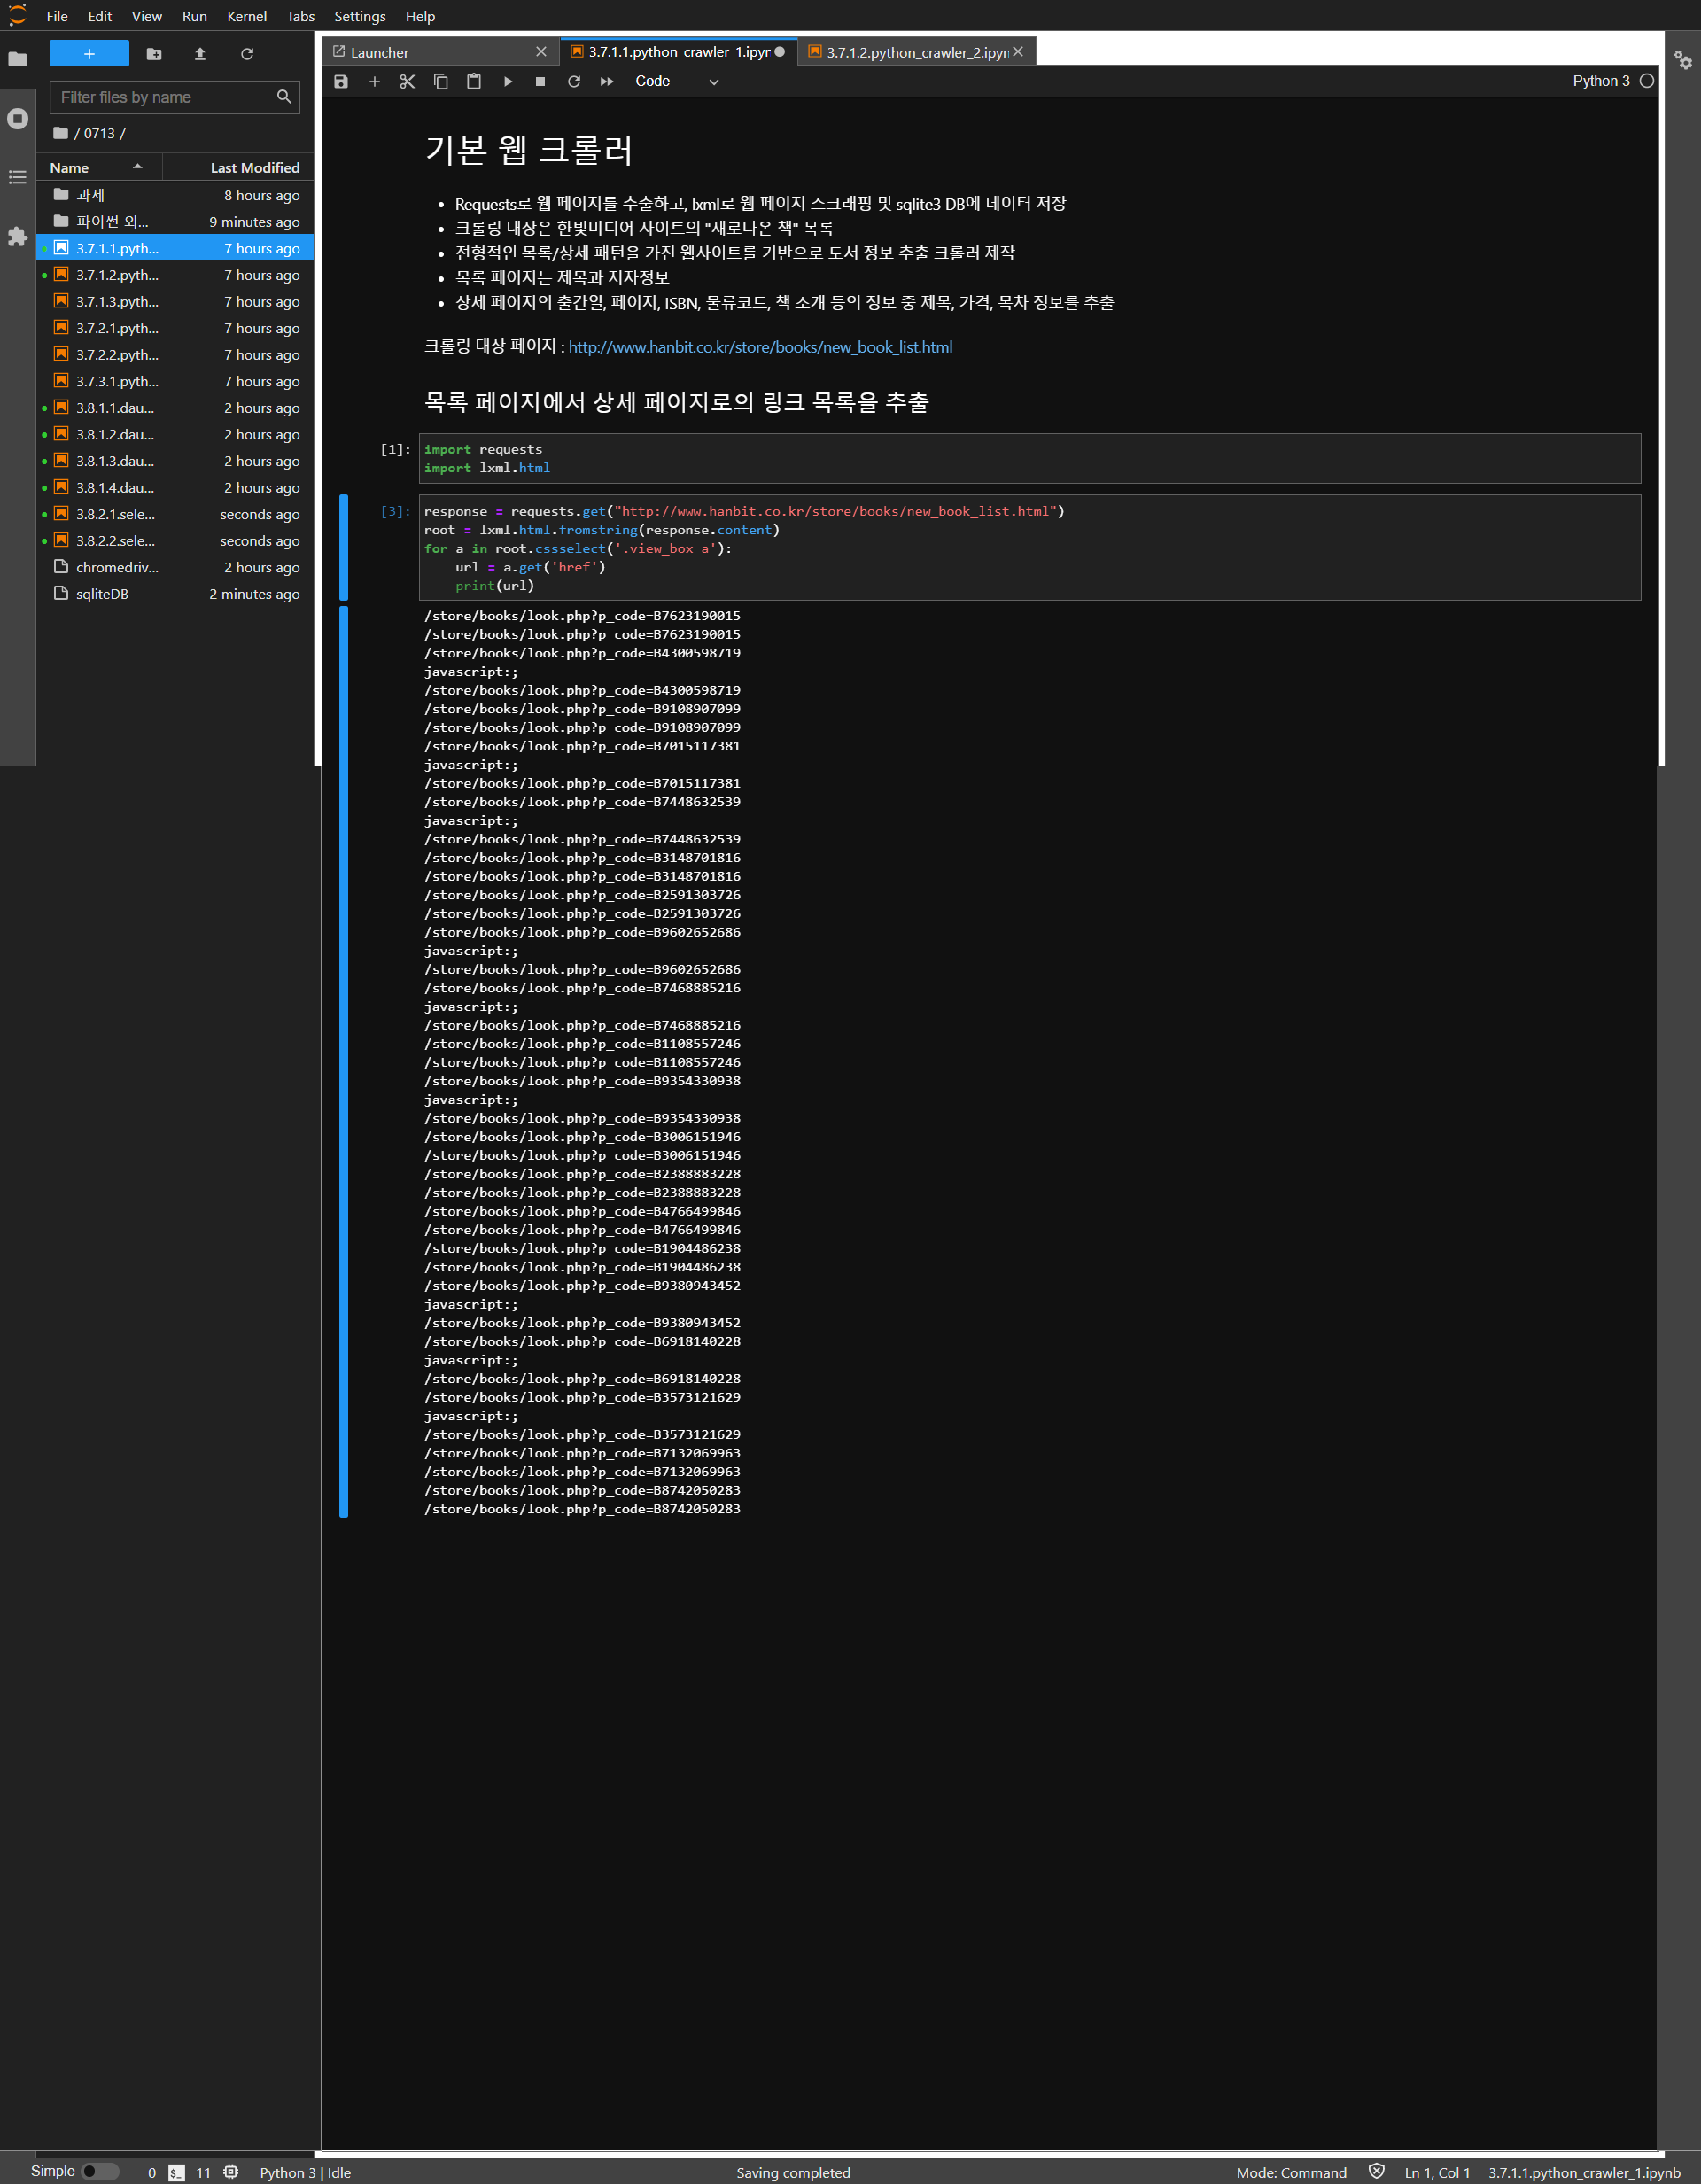 File Edit View Run Kernel Tabs Settings Help
+
Filter files by name
/ 0713 /
Name Last Modified
과제 8 hours ago
파이썬 외... 9 minutes ago
3.7.1.1.pyth... 7 hours ago
3.7.1.2.pyth... 7 hours ago
3.7.1.3.pyth... 7 hours ago
3.7.2.1.pyth... 7 hours ago
3.7.2.2.pyth... 7 hours ago
3.7.3.1.pyth... 7 hours ago
3.8.1.1.dau... 2 hours ago
3.8.1.2.dau... 2 hours ago
3.8.1.3.dau... 2 hours ago
3.8.1.4.dau... 2 hours ago
3.8.2.1.sele... seconds ago
3.8.2.2.sele... seconds ago
chromedriv... 2 hours ago
sqliteDB 2 minutes ago
Launcher 3.7.1.1.python_crawler_1.ipyn 3.7.1.2.python_crawler_2.ipyn
Code Python 3
기본 웹 크롤러
• Requests로 웹 페이지를 추출하고, lxml로 웹 페이지 스크래핑 및 sqlite3 DB에 데이터 저장
• 크롤링 대상은 한빛미디어 사이트의 "새로나온 책" 목록
• 전형적인 목록/상세 패턴을 가진 웹사이트를 기반으로 도서 정보 추출 크롤러 제작
• 목록 페이지는 제목과 저자정보
• 상세 페이지의 출간일, 페이지, ISBN, 물류코드, 책 소개 등의 정보 중 제목, 가격, 목차 정보를 추출
크롤링 대상 페이지 : http://www.hanbit.co.kr/store/books/new_book_list.html
목록 페이지에서 상세 페이지로의 링크 목록을 추출
[1]: import requests
import lxml.html
[3]: response = requests.get("http://www.hanbit.co.kr/store/books/new_book_list.html")
root = lxml.html.fromstring(response.content)
for a in root.cssselect('.view_box a'):
    url = a.get('href')
    print(url)
/store/books/look.php?p_code=B7623190015
/store/books/look.php?p_code=B7623190015
/store/books/look.php?p_code=B4300598719
javascript:;
/store/books/look.php?p_code=B4300598719
/store/books/look.php?p_code=B9108907099
/store/books/look.php?p_code=B9108907099
/store/books/look.php?p_code=B7015117381
javascript:;
/store/books/look.php?p_code=B7015117381
/store/books/look.php?p_code=B7448632539
javascript:;
/store/books/look.php?p_code=B7448632539
/store/books/look.php?p_code=B3148701816
/store/books/look.php?p_code=B3148701816
/store/books/look.php?p_code=B2591303726
/store/books/look.php?p_code=B2591303726
/store/books/look.php?p_code=B9602652686
javascript:;
/store/books/look.php?p_code=B9602652686
/store/books/look.php?p_code=B7468885216
javascript:;
/store/books/look.php?p_code=B7468885216
/store/books/look.php?p_code=B1108557246
/store/books/look.php?p_code=B1108557246
/store/books/look.php?p_code=B9354330938
javascript:;
/store/books/look.php?p_code=B9354330938
/store/books/look.php?p_code=B3006151946
/store/books/look.php?p_code=B3006151946
/store/books/look.php?p_code=B2388883228
/store/books/look.php?p_code=B2388883228
/store/books/look.php?p_code=B4766499846
/store/books/look.php?p_code=B4766499846
/store/books/look.php?p_code=B1904486238
/store/books/look.php?p_code=B1904486238
/store/books/look.php?p_code=B9380943452
javascript:;
/store/books/look.php?p_code=B9380943452
/store/books/look.php?p_code=B6918140228
javascript:;
/store/books/look.php?p_code=B6918140228
/store/books/look.php?p_code=B3573121629
javascript:;
/store/books/look.php?p_code=B3573121629
/store/books/look.php?p_code=B7132069963
/store/books/look.php?p_code=B7132069963
/store/books/look.php?p_code=B8742050283
/store/books/look.php?p_code=B8742050283
Simple 0 $_ 11 Python 3 | Idle Saving completed Mode: Command Ln 1, Col 1 3.7.1.1.python_crawler_1.ipynb